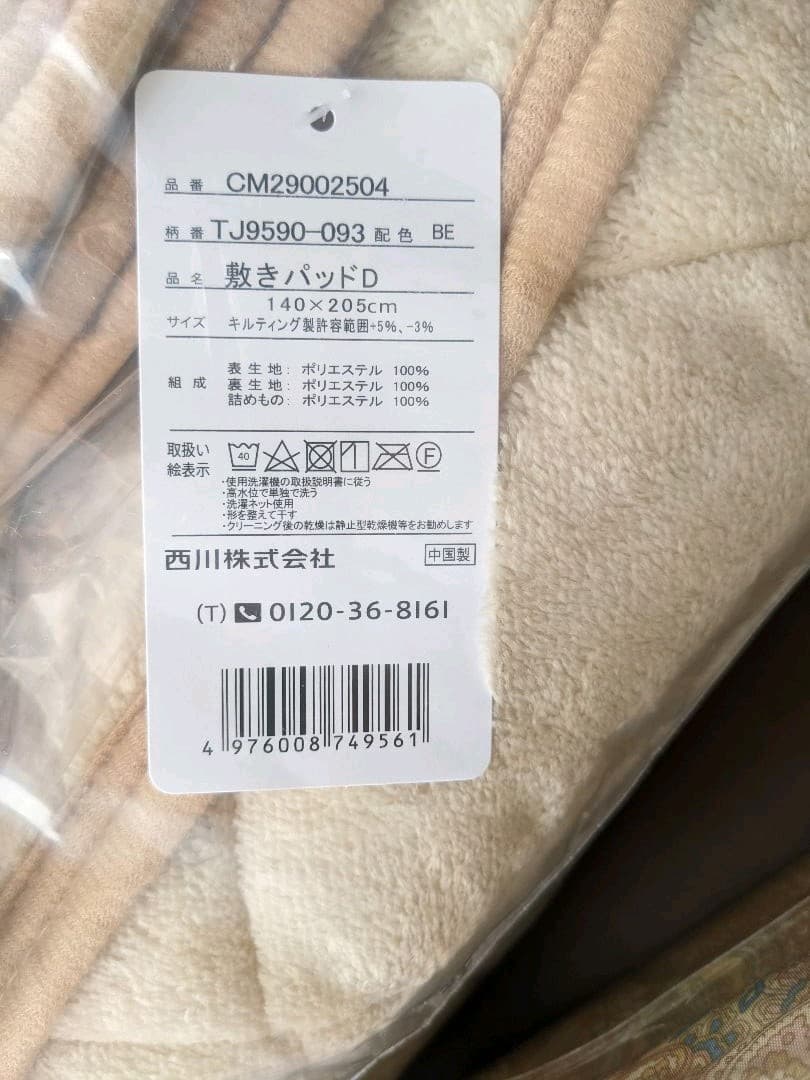 品番 CM29002504
柄番 TJ9590-093 配色 BE
品名 敷きパッドD
140×205cm
サイズ キルティング製許容範囲+5%、-3%
表生地: ポリエステル 100%
組成 裏生地: ポリエステル 100%
詰めもの: ポリエステル 100%
取扱い
絵表示
40
F
・使用洗濯機の取扱説明書に従う
・高水位で単独で洗う
・洗濯ネット使用
・形を整えて干す
・クリーニング後の乾燥は静止型乾燥機等をお勧めします
西川株式会社 中国製
(T) 0120-36-8161
4 976008 749561